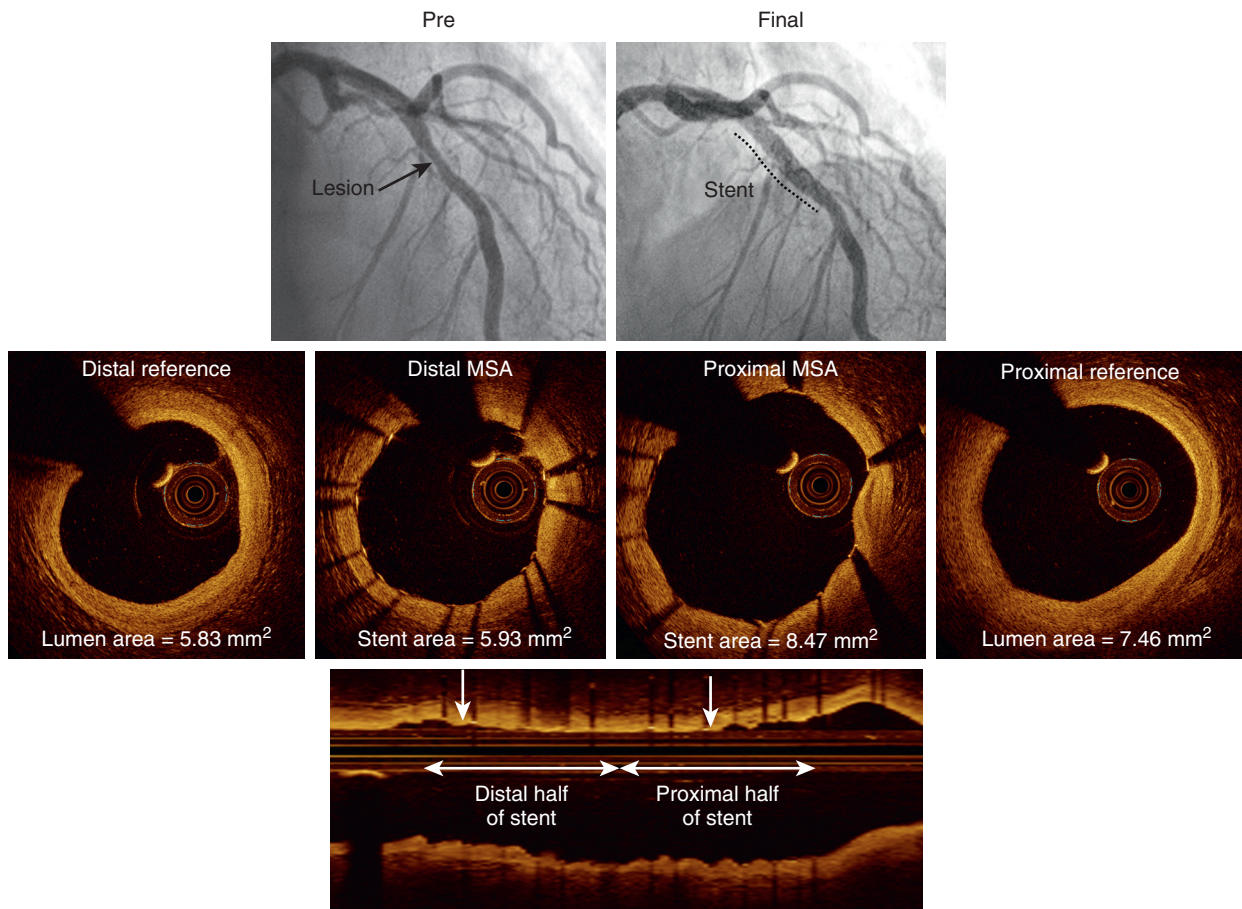 Pre
Final
Lesion
Stent
Distal reference
Distal MSA
Proximal MSA
Proximal reference
Lumen area = 5.83 mm²
Stent area = 5.93 mm²
Stent area = 8.47 mm²
Lumen area = 7.46 mm²
Distal half
of stent
Proximal half
of stent